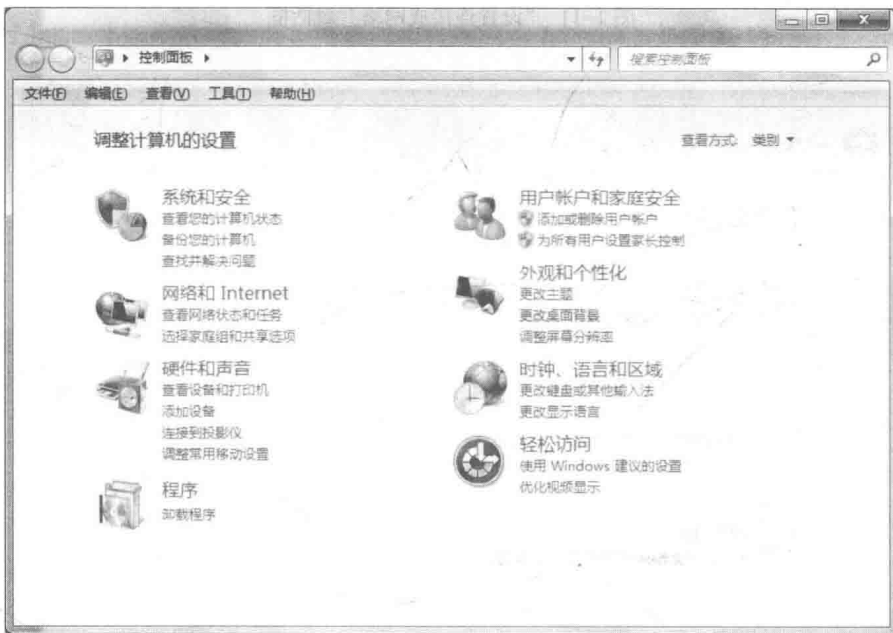 控制面板
搜索控制面板
文件(F) 编辑(E) 查看(V) 工具(T) 帮助(H)
调整计算机的设置
查看方式: 类别
系统和安全
查看您的计算机状态
备份您的计算机
查找并解决问题
网络和 Internet
查看网络状态和任务
选择家庭组和共享选项
硬件和声音
查看设备和打印机
添加设备
连接到投影仪
调整常用移动设置
程序
卸载程序
用户帐户和家庭安全
添加或删除用户帐户
为所有用户设置家长控制
外观和个性化
更改主题
更改桌面背景
调整屏幕分辨率
时钟、语言和区域
更改键盘或其他输入法
更改显示语言
轻松访问
使用 Windows 建议的设置
优化视频显示